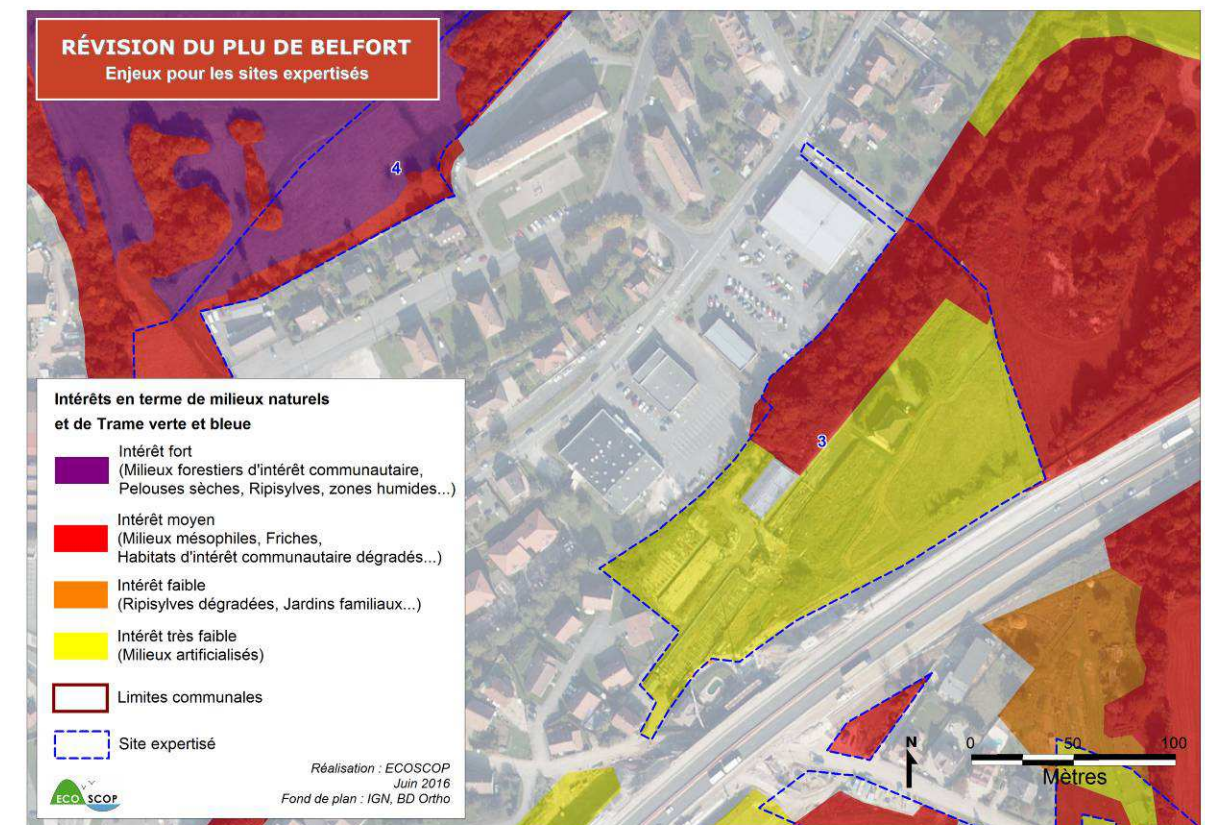 RÉVISION DU PLU DE BELFORT
Enjeux pour les sites expertisés
4
3
Intérêts en terme de milieux naturels
et de Trame verte et bleue
Intérêt fort
(Milieux forestiers d'intérêt communautaire,
Pelouses sèches, Ripisylves, zones humides...)
Intérêt moyen
(Milieux mésophiles, Friches,
Habitats d'intérêt communautaire dégradés...)
Intérêt faible
(Ripisylves dégradées, Jardins familiaux...)
Intérêt très faible
(Milieux artificialisés)
Limites communales
Site expertisé
Réalisation : ECOSCOP
Juin 2016
Fond de plan : IGN, BD Ortho
ECO SCOP
N
0 50 100
Mètres